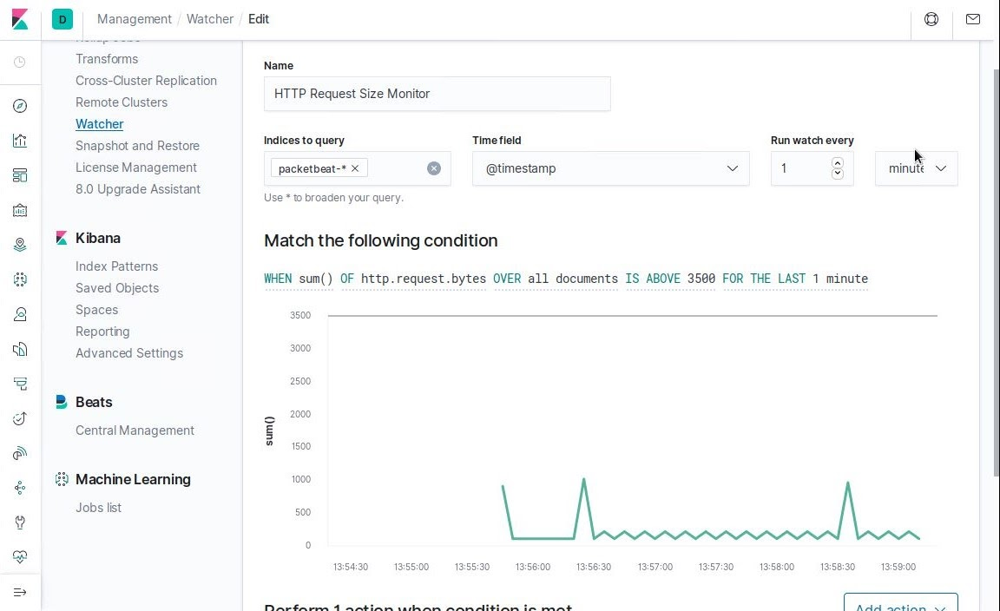 D
Management / Watcher / Edit
Rollup Jobs
Transforms
Cross-Cluster Replication
Remote Clusters
Watcher
Snapshot and Restore
License Management
8.0 Upgrade Assistant
Kibana
Index Patterns
Saved Objects
Spaces
Reporting
Advanced Settings
Beats
Central Management
Machine Learning
Jobs list
Name
HTTP Request Size Monitor
Indices to query
packetbeat-*
Use * to broaden your query.
Time field
@timestamp
Run watch every
1
minute
Match the following condition
WHEN sum() OF http.request.bytes OVER all documents IS ABOVE 3500 FOR THE LAST 1 minute
3500
3000
2500
2000
1500
1000
500
0
sum()
13:54:30 13:55:00 13:55:30 13:56:00 13:56:30 13:57:00 13:57:30 13:58:00 13:58:30 13:59:00
Perform 1 action when condition is met
Add action